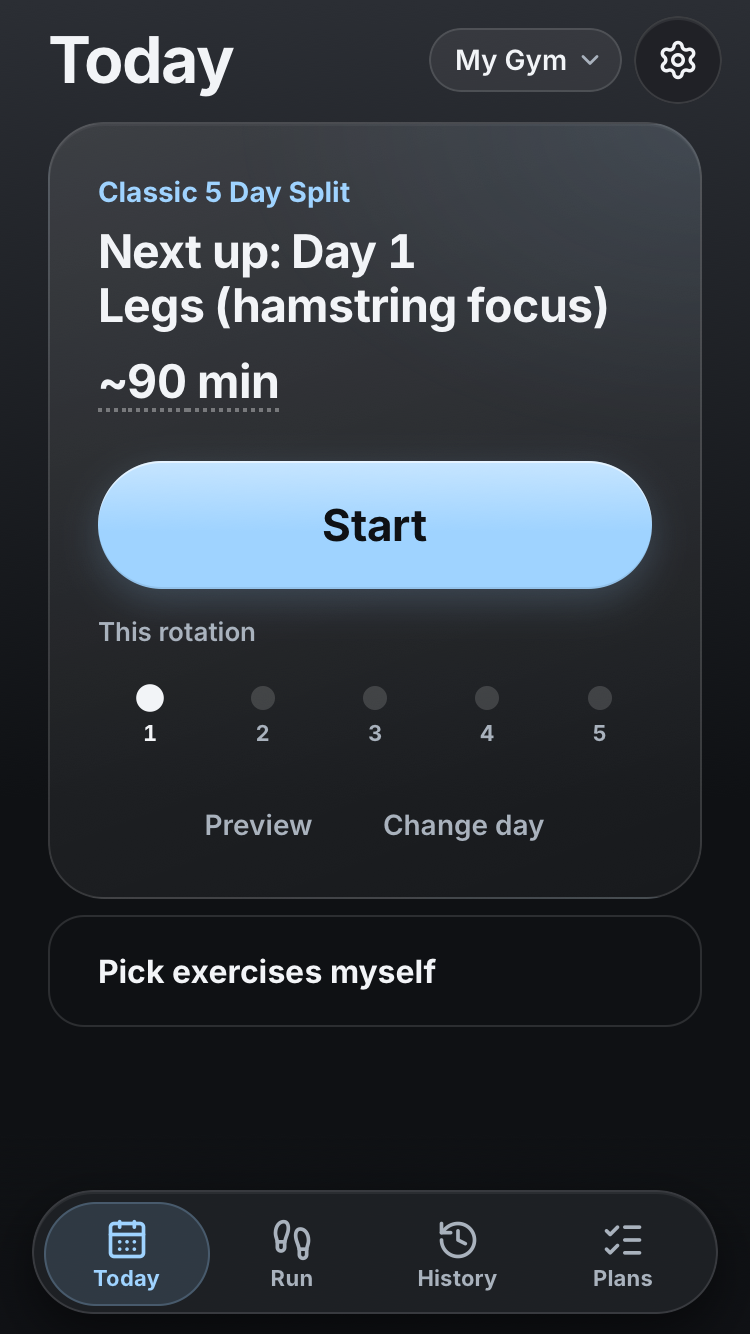 Today
My Gym
Classic 5 Day Split
Next up: Day 1
Legs (hamstring focus)
~90 min
Start
This rotation
1 2 3 4 5
Preview Change day
Pick exercises myself
Today Run History Plans